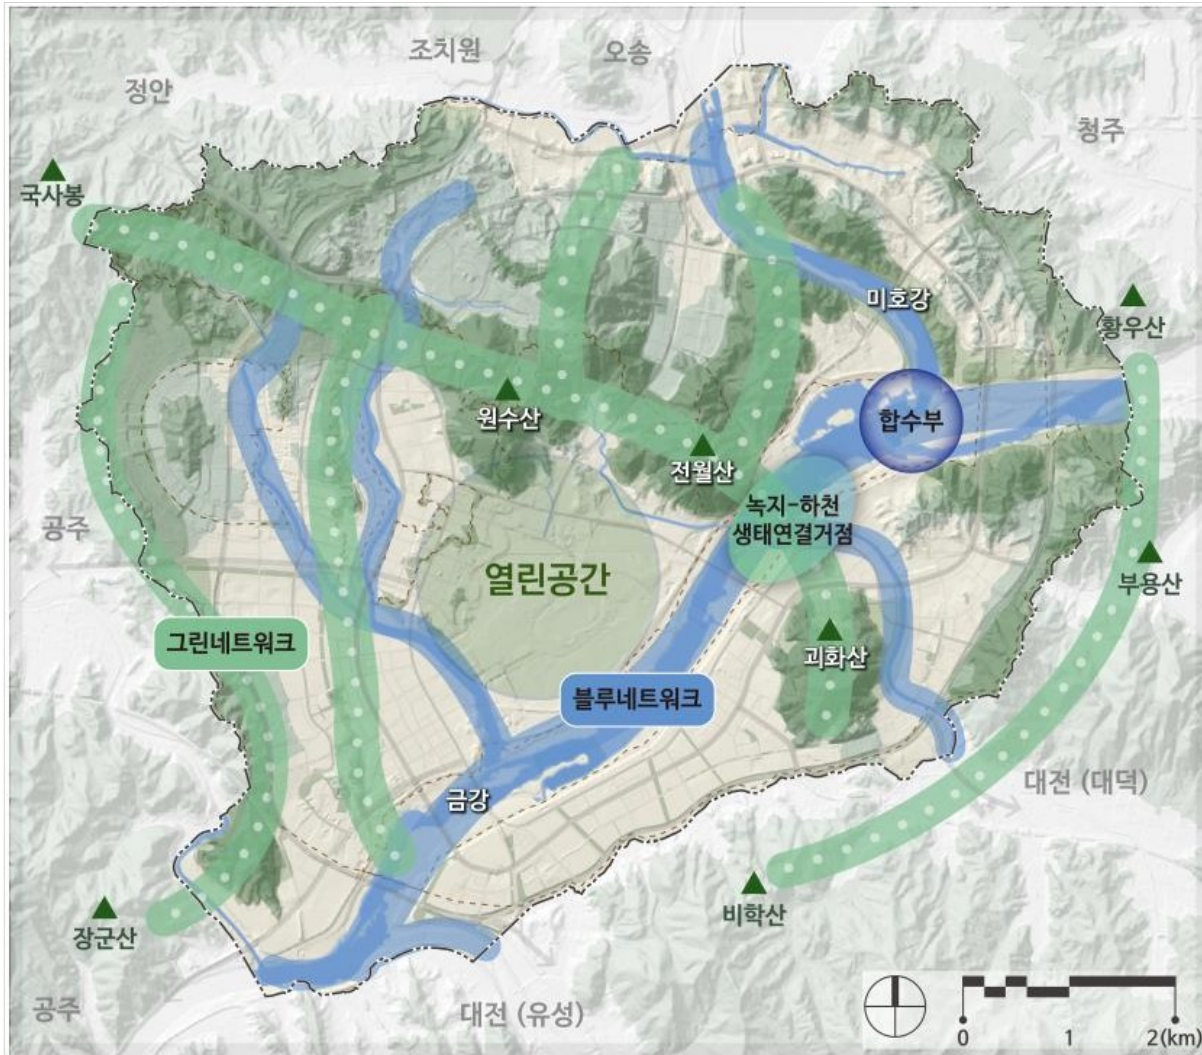 조치원
오송
정안
청주
국사봉
미호강
황우산
원수산
합수부
전월산
녹지-하천
생태연결거점
공주
열린공간
부용산
그린네트워크
괴화산
블루네트워크
금강
대전 (대덕)
비학산
장군산
공주
대전 (유성)
0
1
2(km)